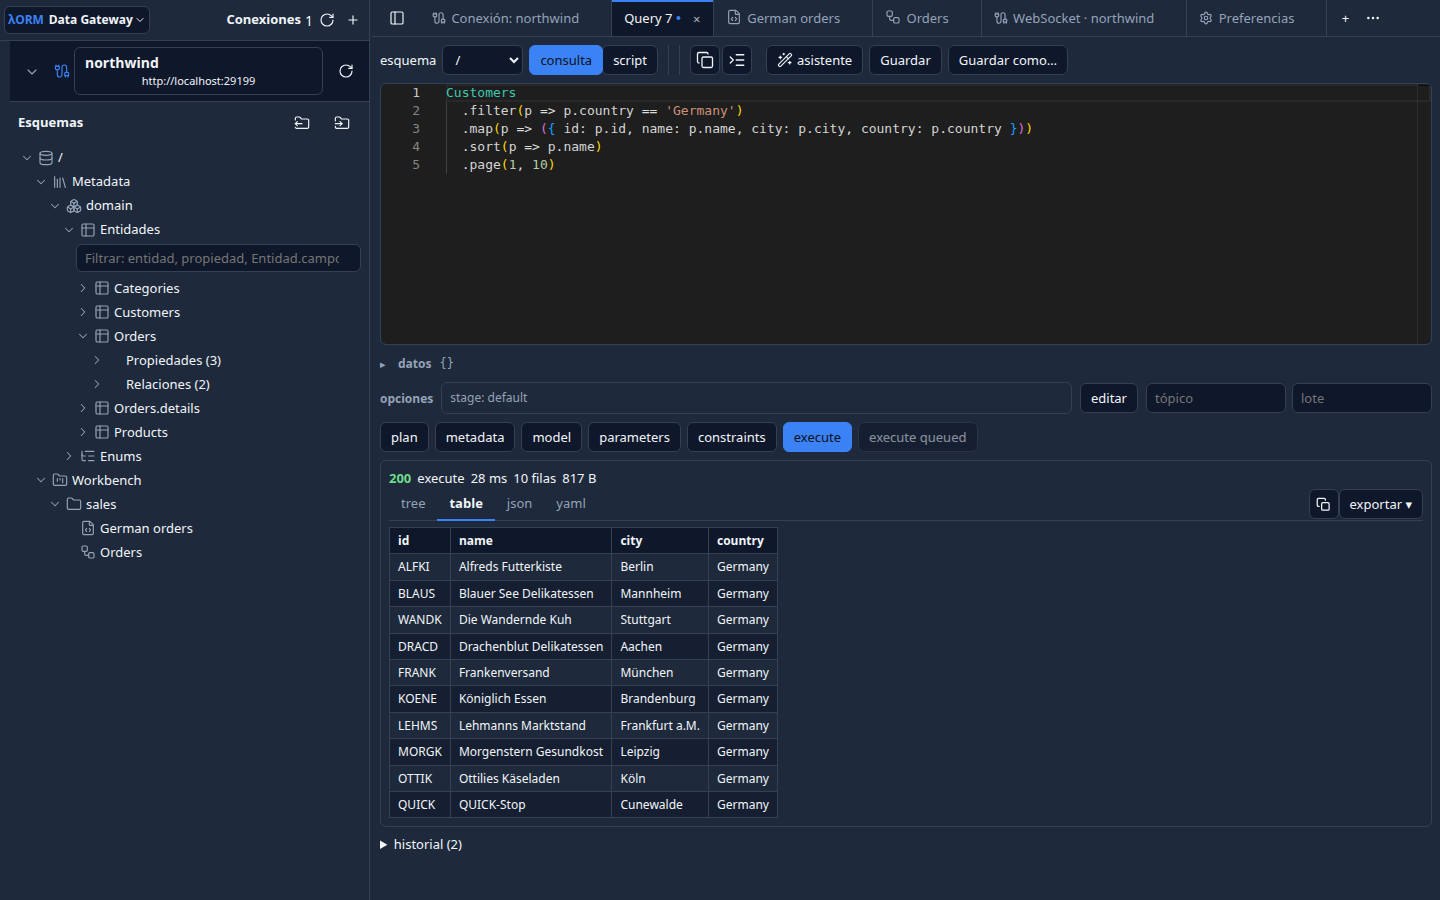 λORM Data Gateway
Conexiones 1
northwind
http://localhost:29199
Esquemas
/
Metadata
domain
Entidades
Filtrar: entidad, propiedad, Entidad.campo
Categories
Customers
Orders
Propiedades (3)
Relaciones (2)
Orders.details
Products
Enums
Workbench
sales
German orders
Orders
Conexión: northwind
Query 7 • ×
German orders
Orders
WebSocket · northwind
Preferencias
+ ···
esquema / consulta script asistente Guardar Guardar como...
1 Customers
2 .filter(p => p.country == 'Germany')
3 .map(p => ({ id: p.id, name: p.name, city: p.city, country: p.country }))
4 .sort(p => p.name)
5 .page(1, 10)
▸ datos {}
opciones stage: default editar tópico lote
plan metadata model parameters constraints execute execute queued
200 execute 28 ms 10 filas 817 B
tree table json yaml exportar ▾
id name city country
ALFKI Alfreds Futterkiste Berlin Germany
BLAUS Blauer See Delikatessen Mannheim Germany
WANDK Die Wandernde Kuh Stuttgart Germany
DRACD Drachenblut Delikatessen Aachen Germany
FRANK Frankenversand München Germany
KOENE Königlich Essen Brandenburg Germany
LEHMS Lehmanns Marktstand Frankfurt a.M. Germany
MORGK Morgenstern Gesundkost Leipzig Germany
OTTIK Ottilies Käseladen Köln Germany
QUICK QUICK-Stop Cunewalde Germany
▶ historial (2)